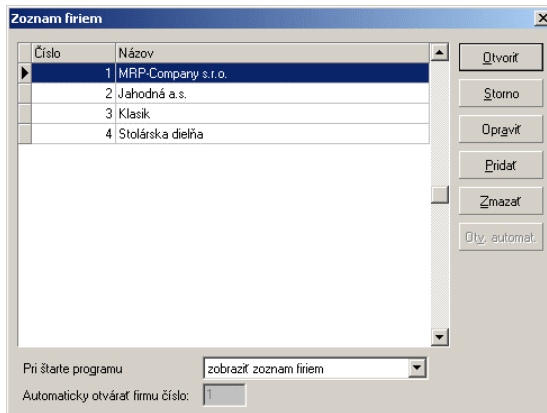 Zoznam firiem
Číslo Názov
1 MRP-Company s.r.o.
2 Jahodná a.s.
3 Klasik
4 Stolárska dielňa
Otvoriť
Storno
Opraviť
Pridať
Zmazať
Otv. automat.
Pri štarte programu zobraziť zoznam firiem
Automaticky otvárať firmu číslo: 1